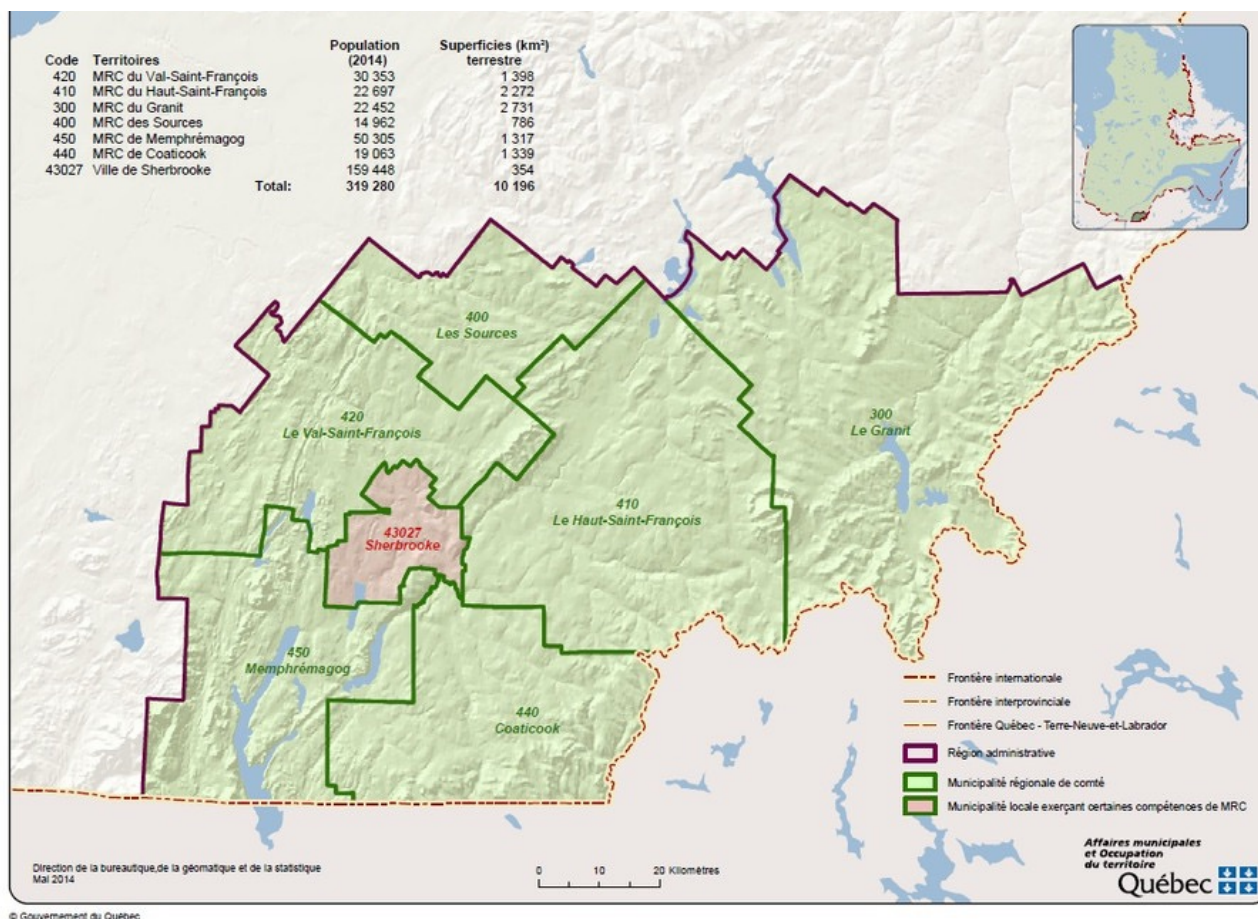 Population Superficies (km²)
Code Territoires (2014) terrestre
420 MRC du Val-Saint-François 30 353 1 398
410 MRC du Haut-Saint-François 22 697 2 272
300 MRC du Granit 22 452 2 731
400 MRC des Sources 14 962 786
450 MRC de Memphrémagog 50 305 1 317
440 MRC de Coaticook 19 063 1 339
43027 Ville de Sherbrooke 159 448 354
Total: 319 280 10 196
400
Les Sources
420
Le Val-Saint-François
300
Le Granit
410
Le Haut-Saint-François
43027
Sherbrooke
450
Memphrémagog
440
Coaticook
Frontière internationale
Frontière interprovinciale
Frontière Québec - Terre-Neuve-et-Labrador
Région administrative
Municipalité régionale de comté
Municipalité locale exerçant certaines compétences de MRC
Direction de la bureautique,de la géomatique et de la statistique
Mai 2014
0 10 20 Kilomètres
Affaires municipales
et Occupation
du territoire
Québec
© Gouvernement du Québec